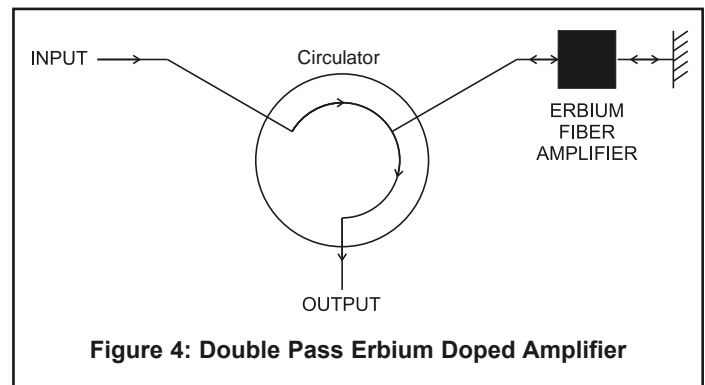 INPUT
Circulator
ERBIUM
FIBER
AMPLIFIER
OUTPUT
Figure 4: Double Pass Erbium Doped Amplifier